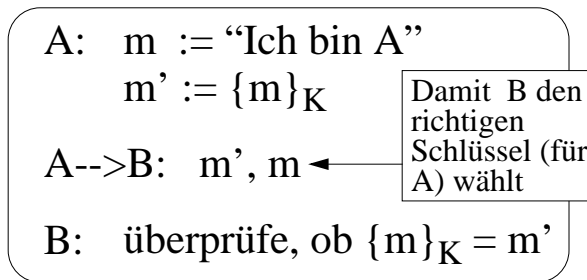 A: m := “Ich bin A”
m’ := {m}K
Damit B den
richtigen
Schlüssel (für
A) wählt
A-->B: m’, m
B: überprüfe, ob {m}K = m’